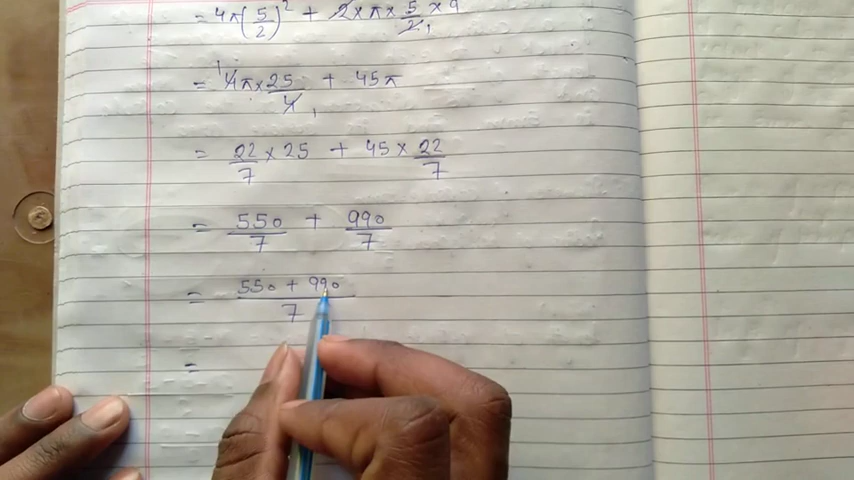 = 4π(5/2)² + 2×π×5/2×9
= 4π×25/4 + 45π
= 22/7×25 + 45×22/7
= 550/7 + 990/7
= 550+990/7
=